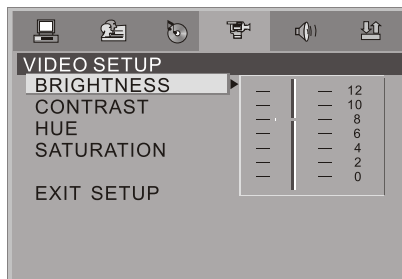 VIDEO SETUP
BRIGHTNESS
CONTRAST
HUE
SATURATION
EXIT SETUP
12
10
8
6
4
2
0